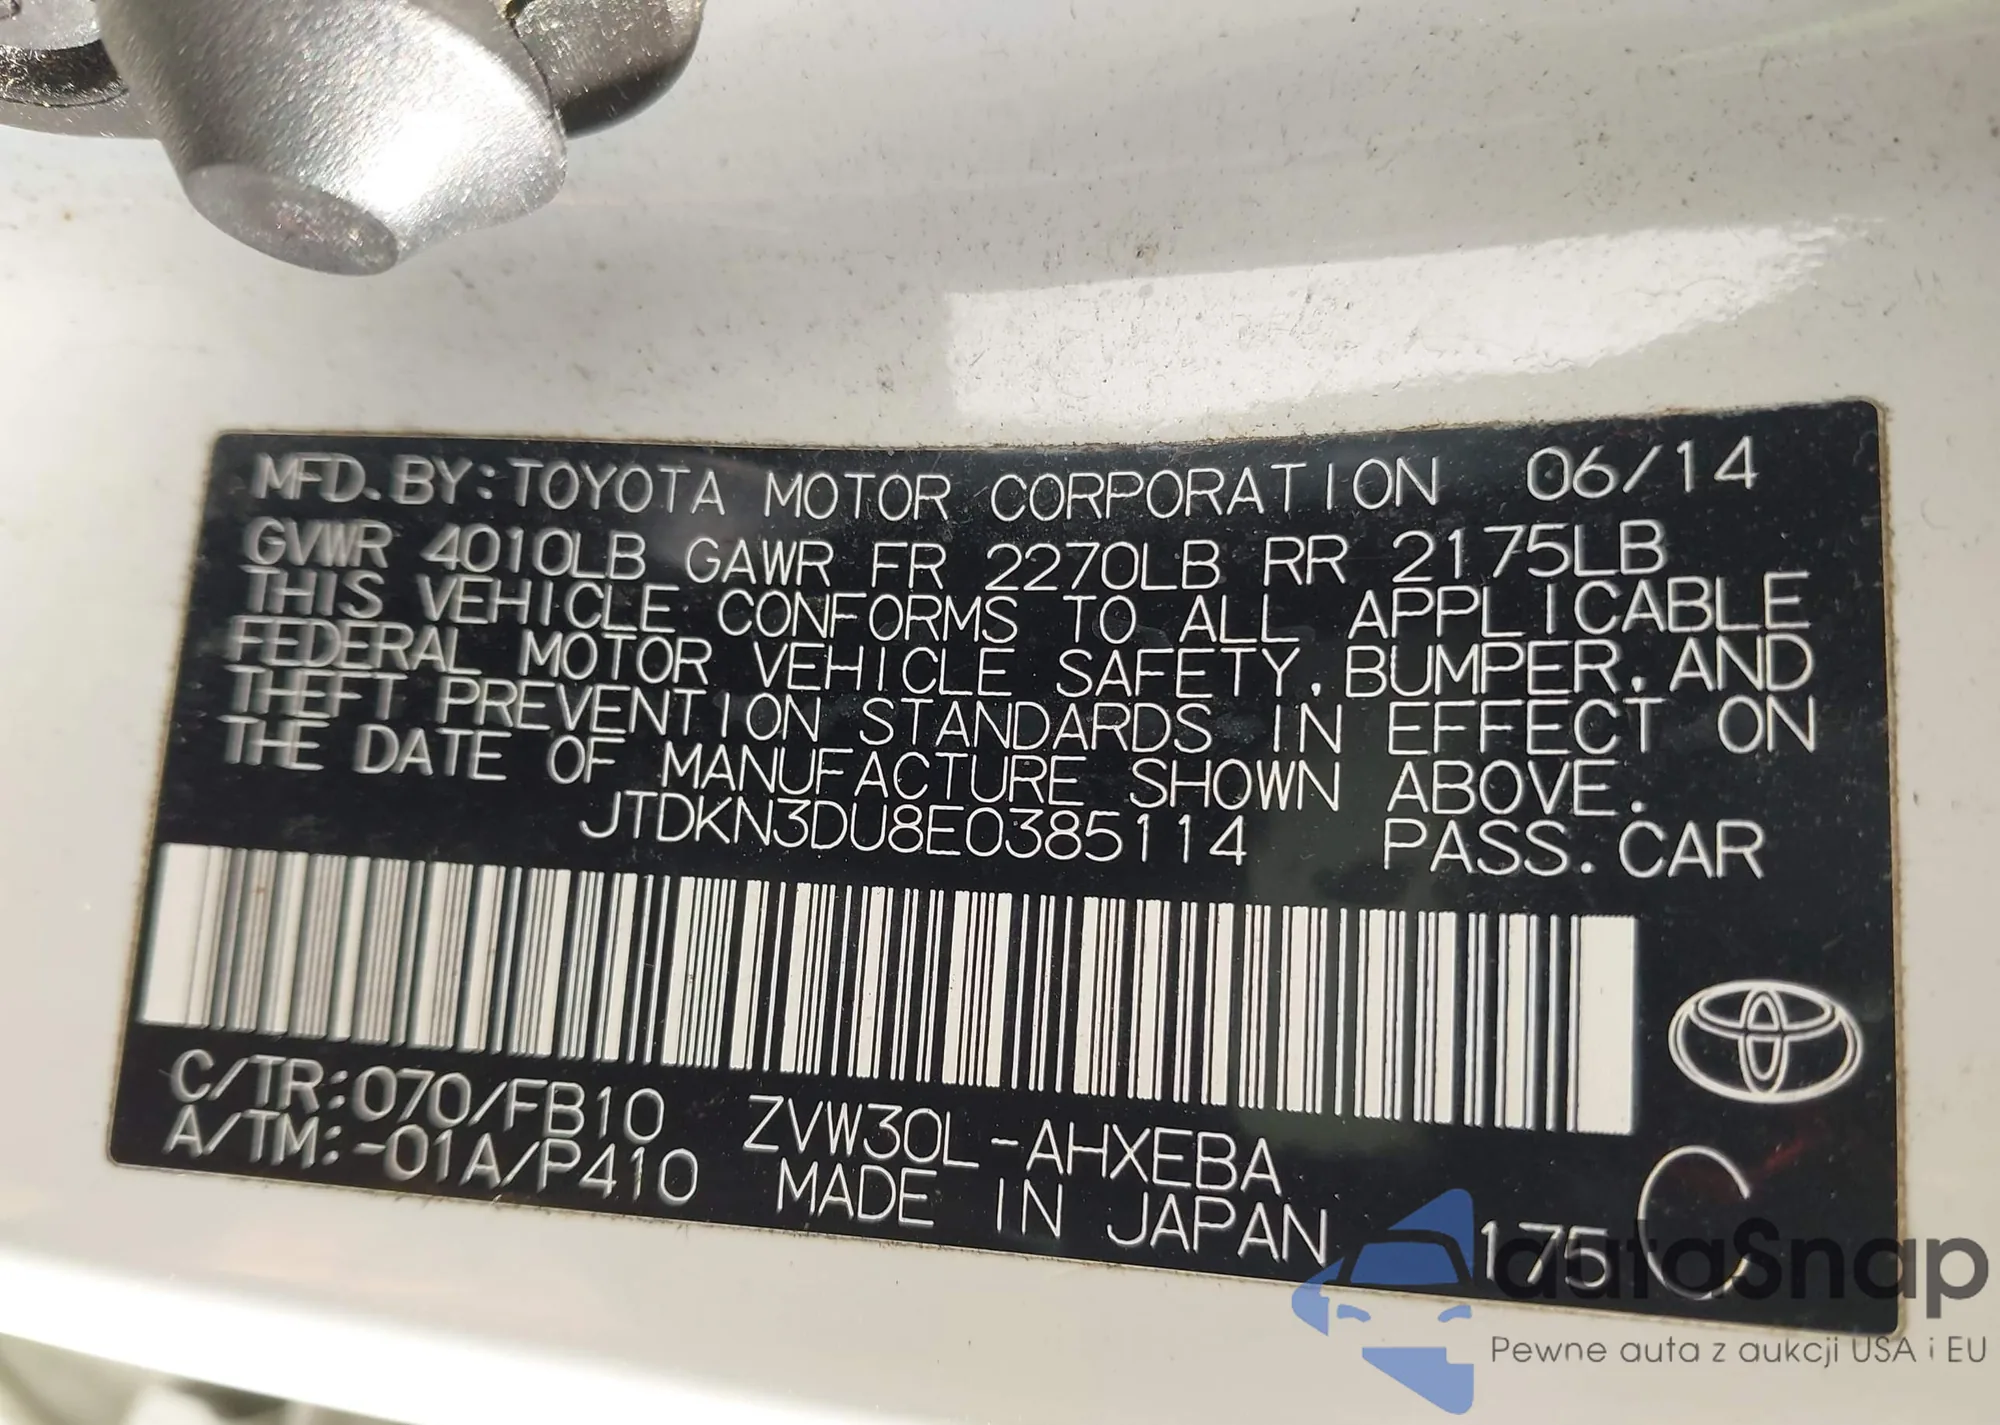 MFD. BY: TOYOTA MOTOR CORPORATION 06/14
GVWR 4010LB GAWR FR 2270LB RR 2175LB
THIS VEHICLE CONFORMS TO ALL APPLICABLE
FEDERAL MOTOR VEHICLE SAFETY, BUMPER, AND
THEFT PREVENTION STANDARDS IN EFFECT ON
THE DATE OF MANUFACTURE SHOWN ABOVE.
JTDKN3DU8E0385114 PASS. CAR
C/TR:070/FB10 ZVW30L-AHXEBA
A/TM:-01A/P410 MADE IN JAPAN 175 C
autaSnap
Pewne auta z aukcji USA i EU